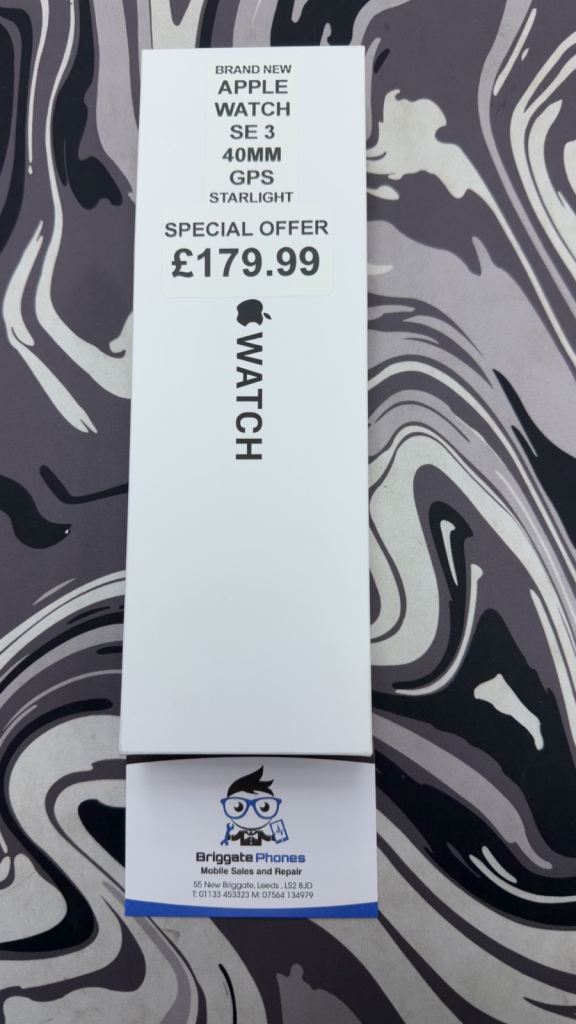 BRAND NEW
APPLE
WATCH
SE 3
40MM
GPS
STARLIGHT
SPECIAL OFFER
£179.99
WATCH
Briggate Phones
Mobile Sales and Repair
55 New Briggate, Leeds , LS2 8JD
T: 01133 453323 M: 07564 134979